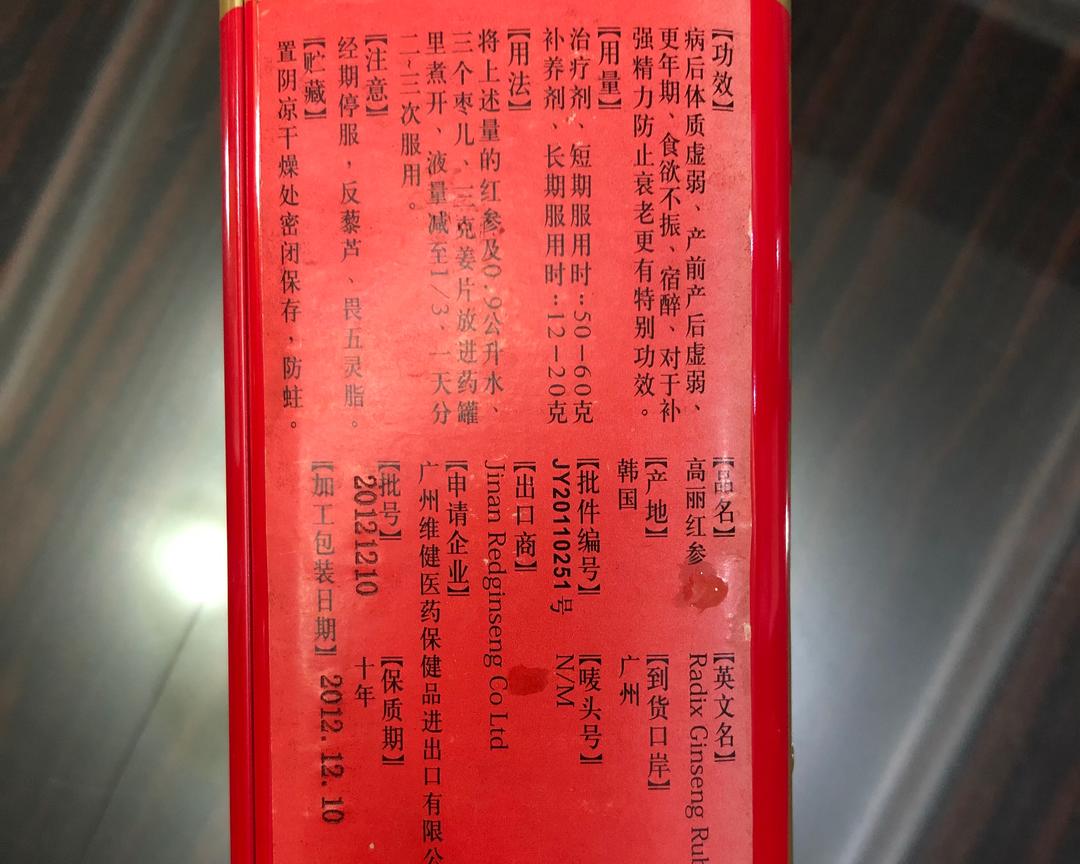 【功效】
病后体质虚弱、产前产后虚弱、
更年期、食欲不振、宿醉、对于补
强精力防止衰老更有特别功效。
【用量】
治疗剂、短期服用时:50—60克
补养剂、长期服用时:12—20克
【用法】
将上述量的红参及0.9公升水、
三个枣儿、三克姜片放进药罐
里煮开、液量减至1/3、一天分
二~三次服用。
【注意】
经期停服，反藜芦、畏五灵脂。
【贮藏】
置阴凉干燥处密闭保存，防蛀。
【品名】
高丽红参
【英文名】
Radix Ginseng
【产地】
韩国
【到货口岸】
广州
【批件编号】
JY20110251号
【唛头号】
N/M
【出口商】
Jinan Redginseng Co Ltd
【申请企业】
广州维健医药保健品进出口有限公
【批号】
20121210
【保质期】
十年
【加工包装日期】2012.12.10